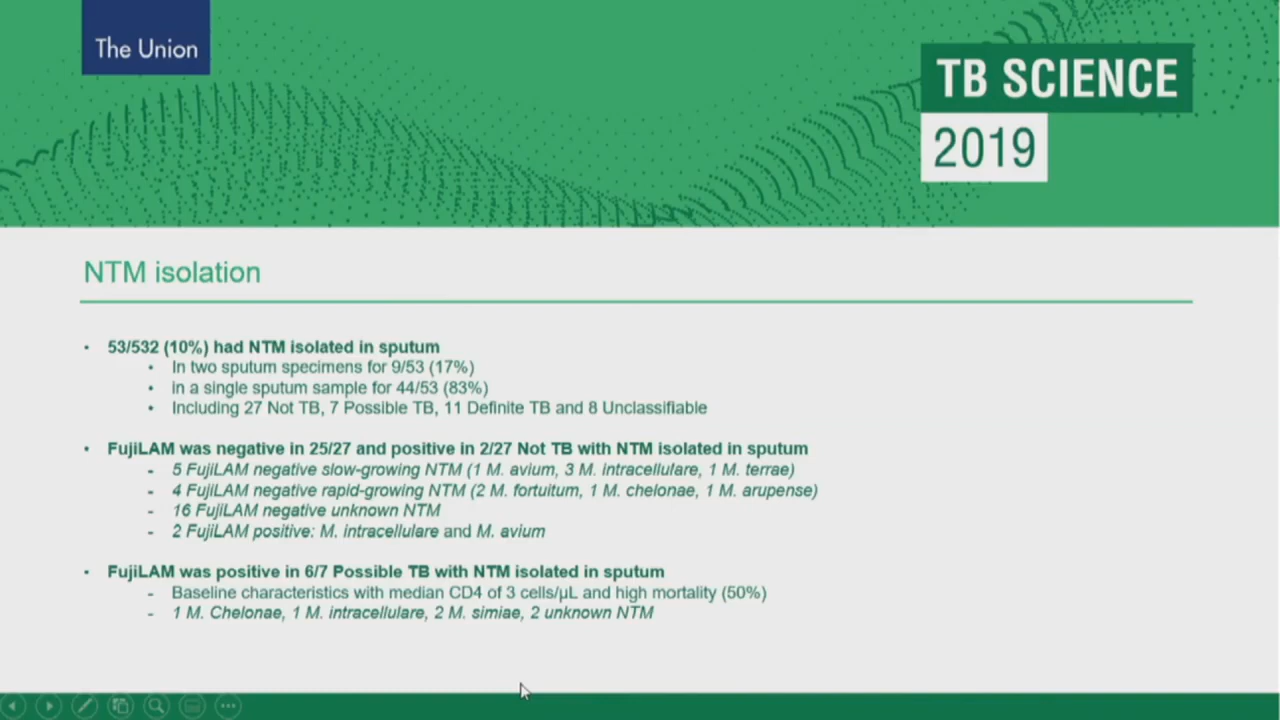 The Union
TB SCIENCE
2019
NTM isolation
• 53/532 (10%) had NTM isolated in sputum
• In two sputum specimens for 9/53 (17%)
• in a single sputum sample for 44/53 (83%)
• Including 27 Not TB, 7 Possible TB, 11 Definite TB and 8 Unclassifiable
• FujiLAM was negative in 25/27 and positive in 2/27 Not TB with NTM isolated in sputum
- 5 FujiLAM negative slow-growing NTM (1 M. avium, 3 M. intracellulare, 1 M. terrae)
- 4 FujiLAM negative rapid-growing NTM (2 M. fortuitum, 1 M. chelonae, 1 M. arupense)
- 16 FujiLAM negative unknown NTM
- 2 FujiLAM positive: M. intracellulare and M. avium
• FujiLAM was positive in 6/7 Possible TB with NTM isolated in sputum
- Baseline characteristics with median CD4 of 3 cells/µL and high mortality (50%)
- 1 M. Chelonae, 1 M. intracellulare, 2 M. simiae, 2 unknown NTM